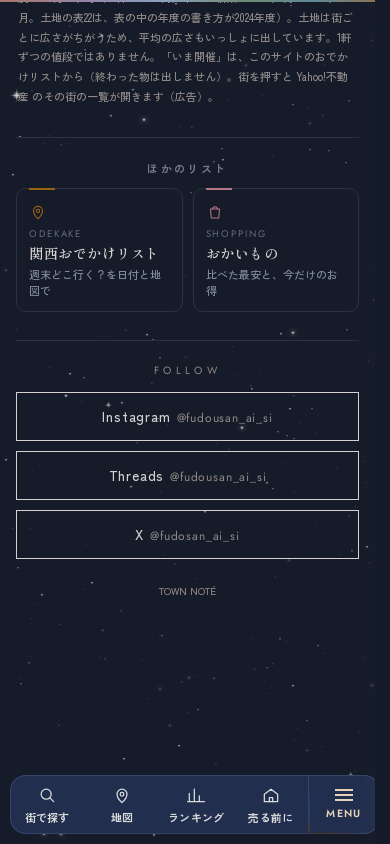 月。土地の表22は、表の中の年度の書き方が2024年度）。土地は街ご
とに広さがちがうため、平均の広さもいっしょに出しています。1軒
ずつの値段ではありません。「いま開催」は、このサイトのおでか
けリストから（終わった物は出しません）。街を押すと Yahoo!不動
産 のその街の一覧が開きます（広告）。
ほかのリスト
ODEKAKE
関西おでかけリスト
週末どこ行く？を日付と地
図で
SHOPPING
おかいもの
比べた最安と、今だけのお
得
FOLLOW
Instagram @fudousan_ai_si
Threads @fudousan_ai_si
X @fudosan_ai_si
TOWN NOTE
街で探す
地図
ランキング
売る前に
MENU